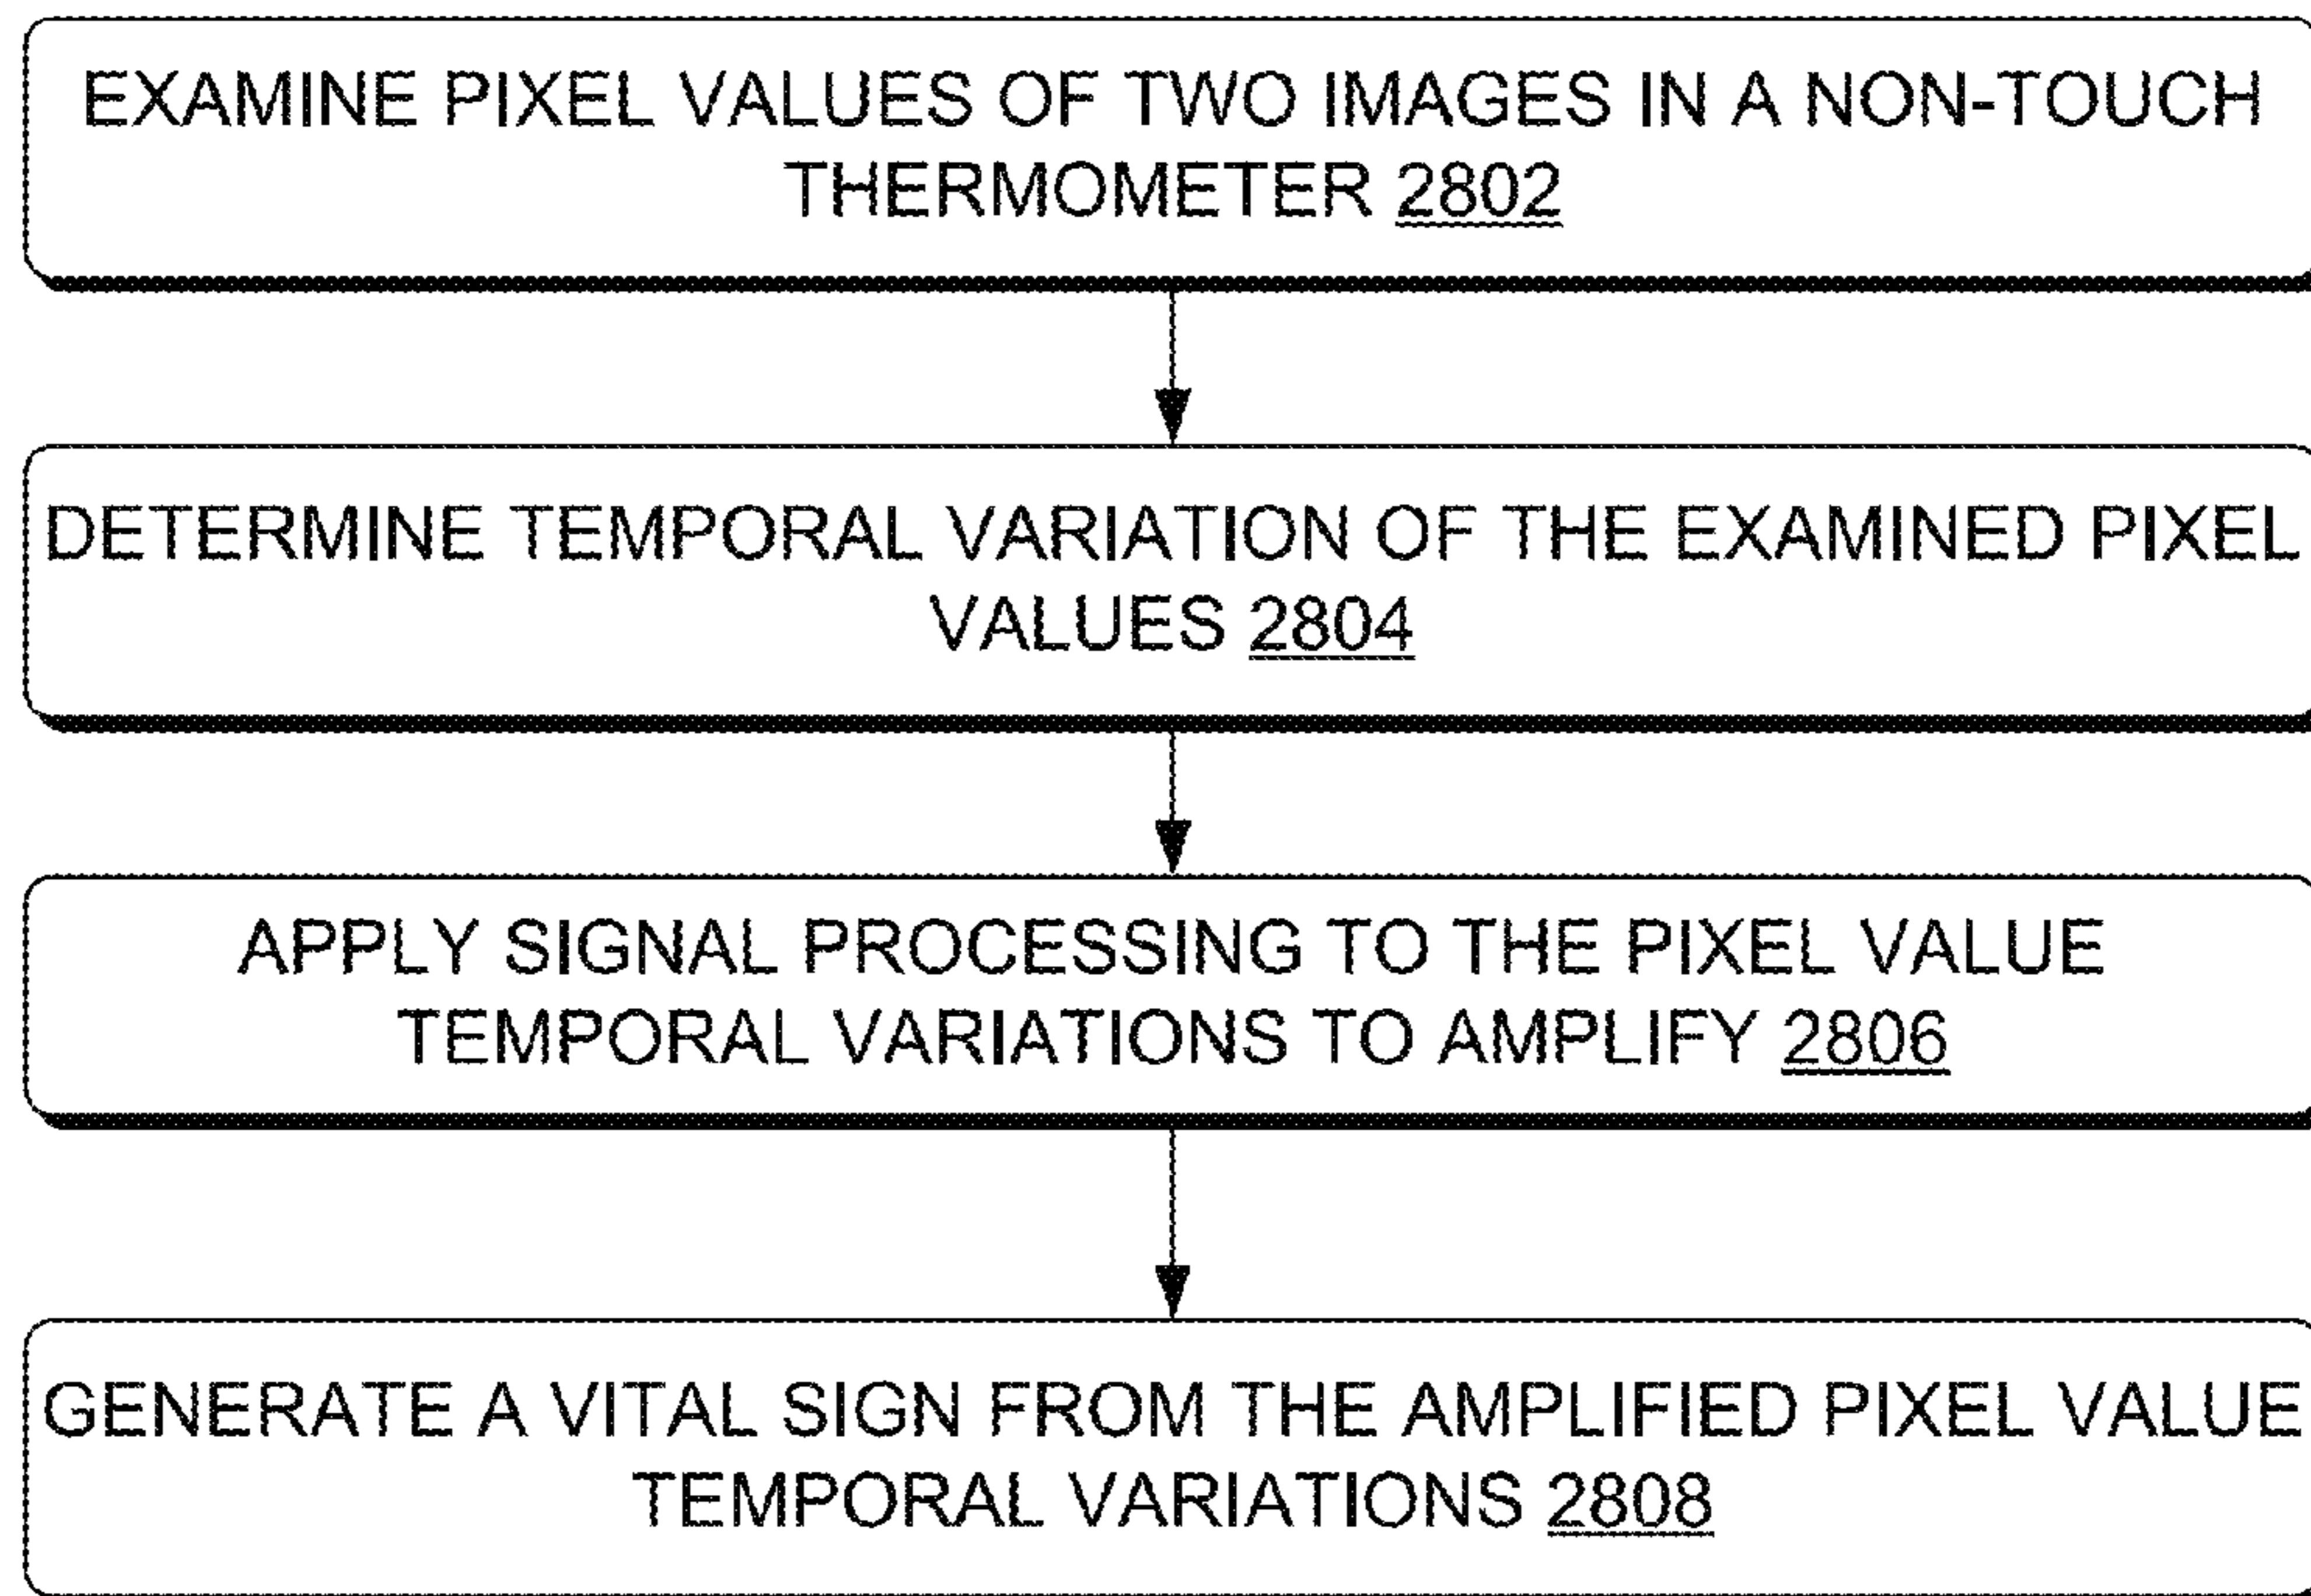 EXAMINE PIXEL VALUES OF TWO IMAGES IN A NON-TOUCH
THERMOMETER 2802
DETERMINE TEMPORAL VARIATION OF THE EXAMINED PIXEL
VALUES 2804
APPLY SIGNAL PROCESSING TO THE PIXEL VALUE
TEMPORAL VARIATIONS TO AMPLIFY 2806
GENERATE A VITAL SIGN FROM THE AMPLIFIED PIXEL VALUE
TEMPORAL VARIATIONS 2808